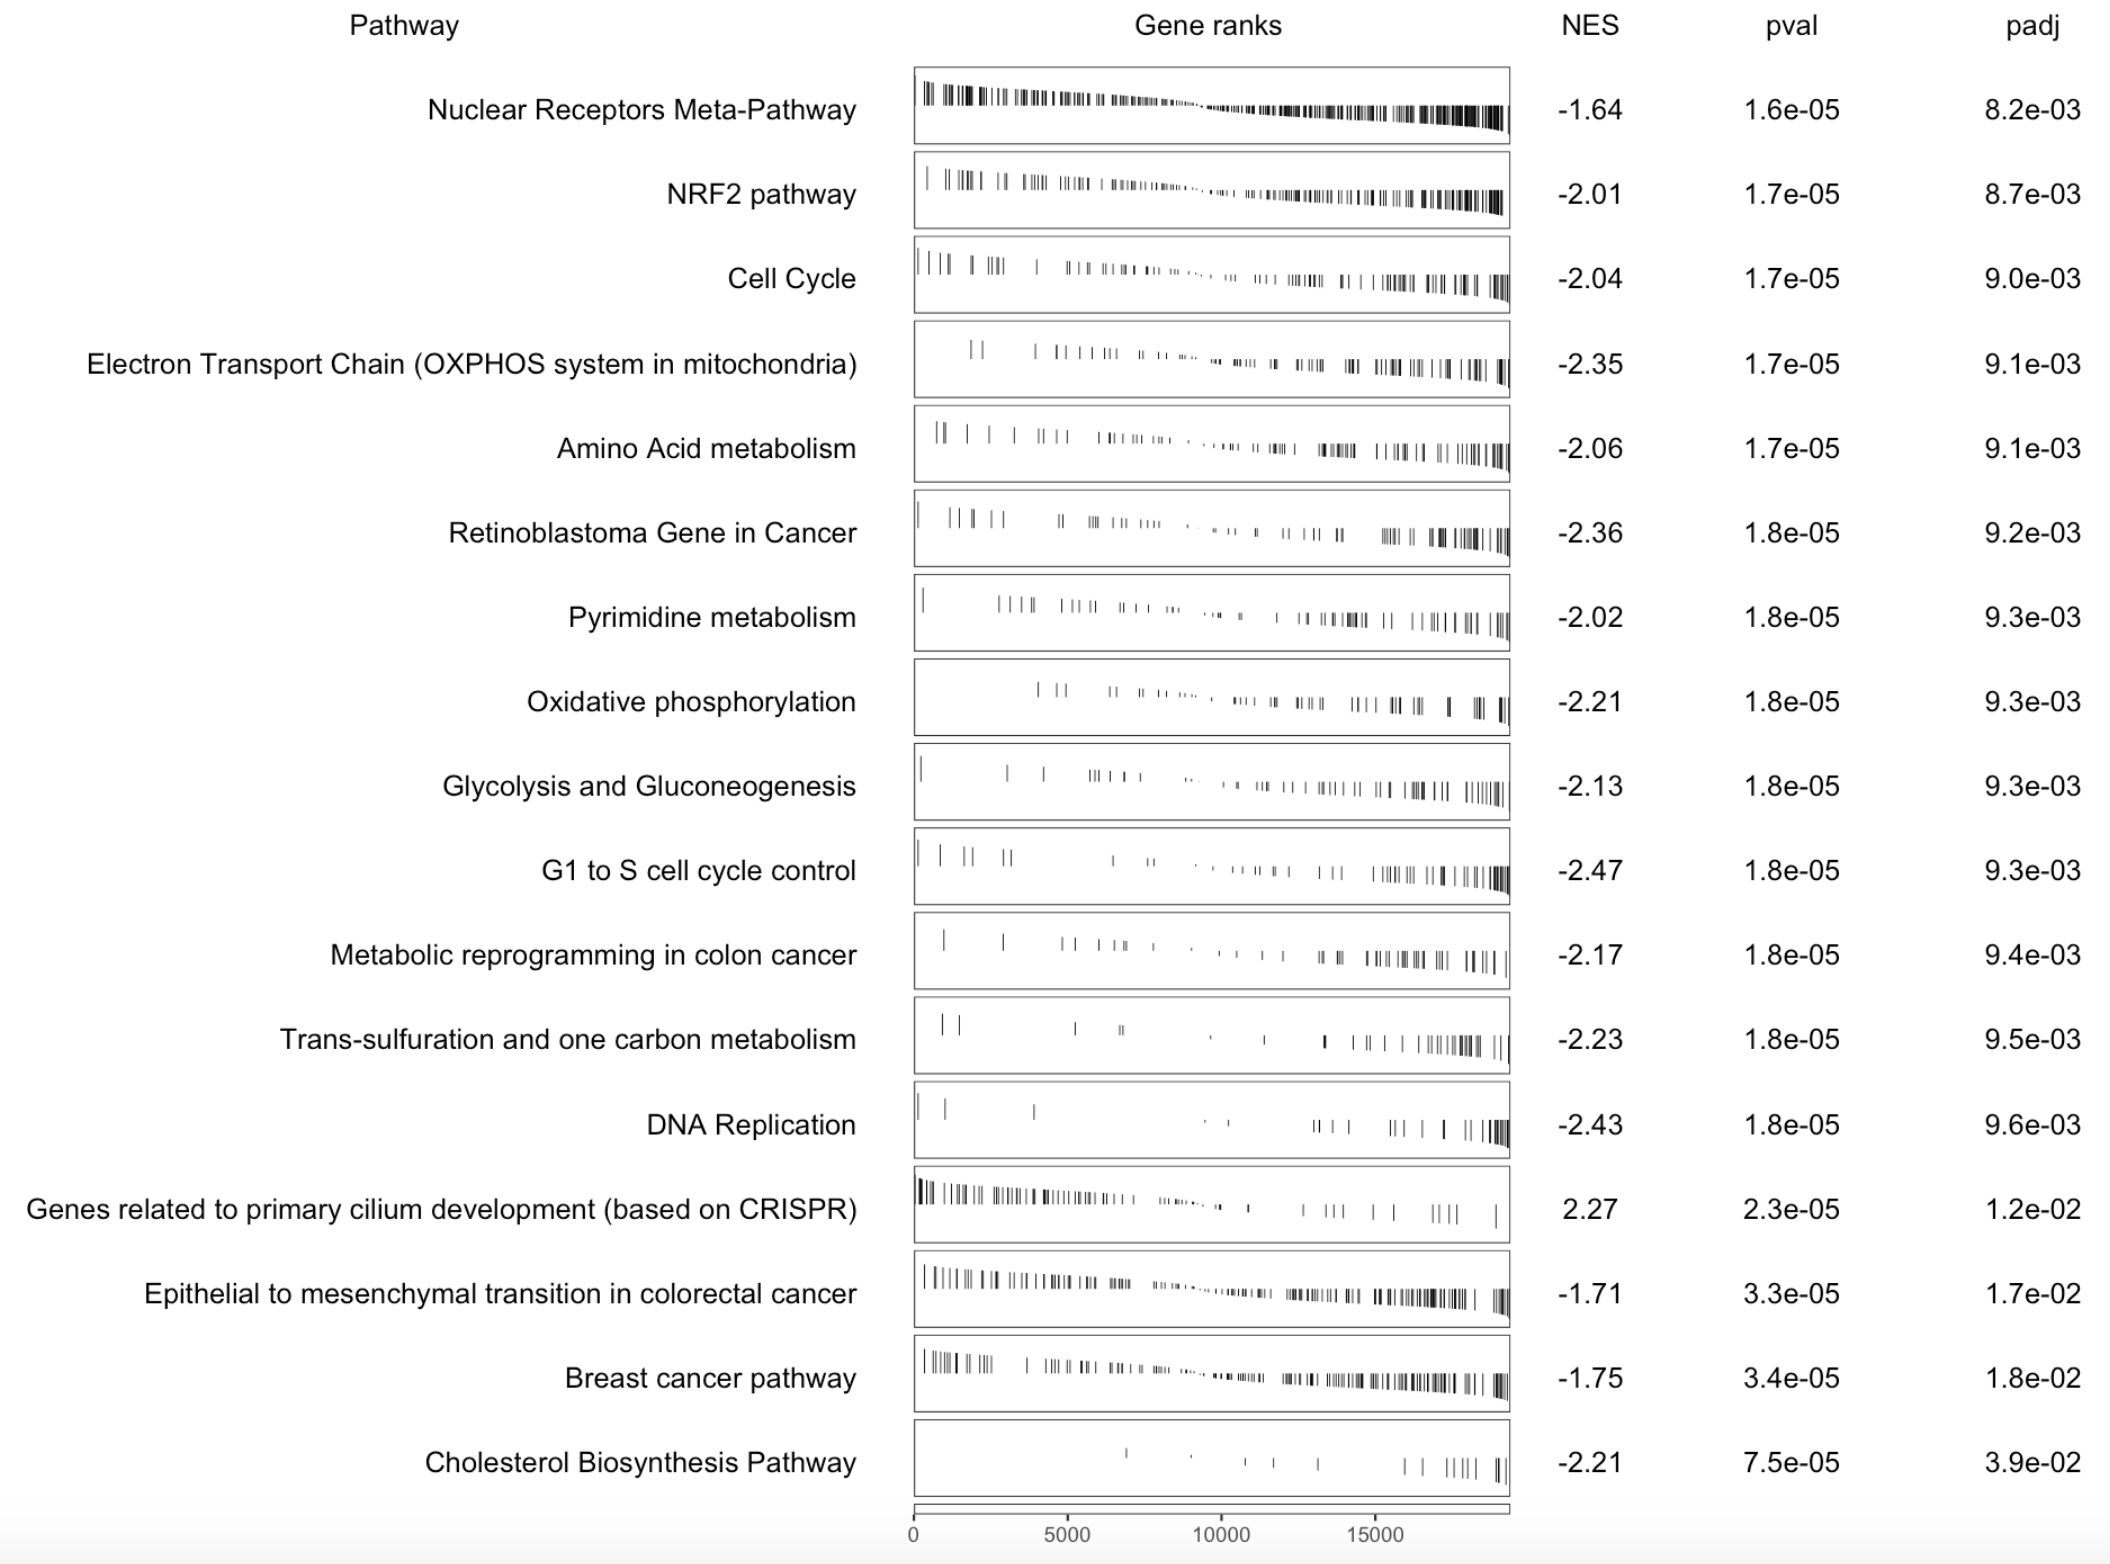 Pathway Gene ranks NES pval padj
Nuclear Receptors Meta-Pathway -1.64 1.6e-05 8.2e-03
NRF2 pathway -2.01 1.7e-05 8.7e-03
Cell Cycle -2.04 1.7e-05 9.0e-03
Electron Transport Chain (OXPHOS system in mitochondria) -2.35 1.7e-05 9.1e-03
Amino Acid metabolism -2.06 1.7e-05 9.1e-03
Retinoblastoma Gene in Cancer -2.36 1.8e-05 9.2e-03
Pyrimidine metabolism -2.02 1.8e-05 9.3e-03
Oxidative phosphorylation -2.21 1.8e-05 9.3e-03
Glycolysis and Gluconeogenesis -2.13 1.8e-05 9.3e-03
G1 to S cell cycle control -2.47 1.8e-05 9.3e-03
Metabolic reprogramming in colon cancer -2.17 1.8e-05 9.4e-03
Trans-sulfuration and one carbon metabolism -2.23 1.8e-05 9.5e-03
DNA Replication -2.43 1.8e-05 9.6e-03
Genes related to primary cilium development (based on CRISPR) 2.27 2.3e-05 1.2e-02
Epithelial to mesenchymal transition in colorectal cancer -1.71 3.3e-05 1.7e-02
Breast cancer pathway -1.75 3.4e-05 1.8e-02
Cholesterol Biosynthesis Pathway -2.21 7.5e-05 3.9e-02
0 5000 10000 15000